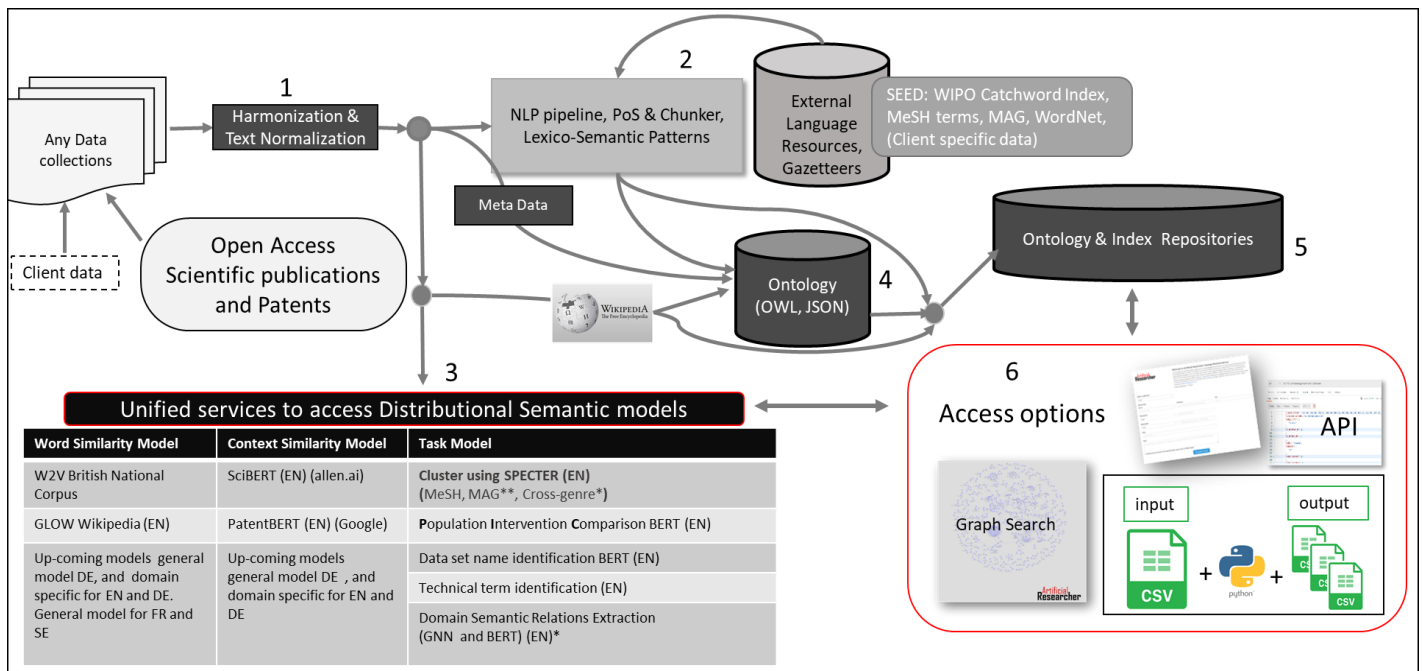 1
2
Harmonization &
Text Normalization
Any Data
collections
NLP pipeline, PoS & Chunker,
Lexico-Semantic Patterns
External
Language
Resources,
Gazetteers
SEED: WIPO Catchword Index,
MeSH terms, MAG, WordNet,
(Client specific data)
Meta Data
Client data
Open Access
Scientific publications
and Patents
WIKIPEDIA
The Free Encyclopedia
Ontology
(OWL, JSON)
4
Ontology & Index Repositories
5
3
Unified services to access Distributional Semantic models
Word Similarity Model
Context Similarity Model
Task Model
W2V British National
Corpus
SciBERT (EN) (allen.ai)
Cluster using SPECTER (EN)
(MeSH, MAG**, Cross-genre*)
GLOW Wikipedia (EN)
PatentBERT (EN) (Google)
Population Intervention Comparison BERT (EN)
Up-coming models general
model DE, and domain
specific for EN and DE.
General model for FR and
SE
Up-coming models
general model DE , and
domain specific for EN and
DE
Data set name identification BERT (EN)
Technical term identification (EN)
Domain Semantic Relations Extraction
(GNN and BERT) (EN)*
6
Access options
API
Graph Search
Artificial
Researcher
input
output
CSV
+
python
+
CSV